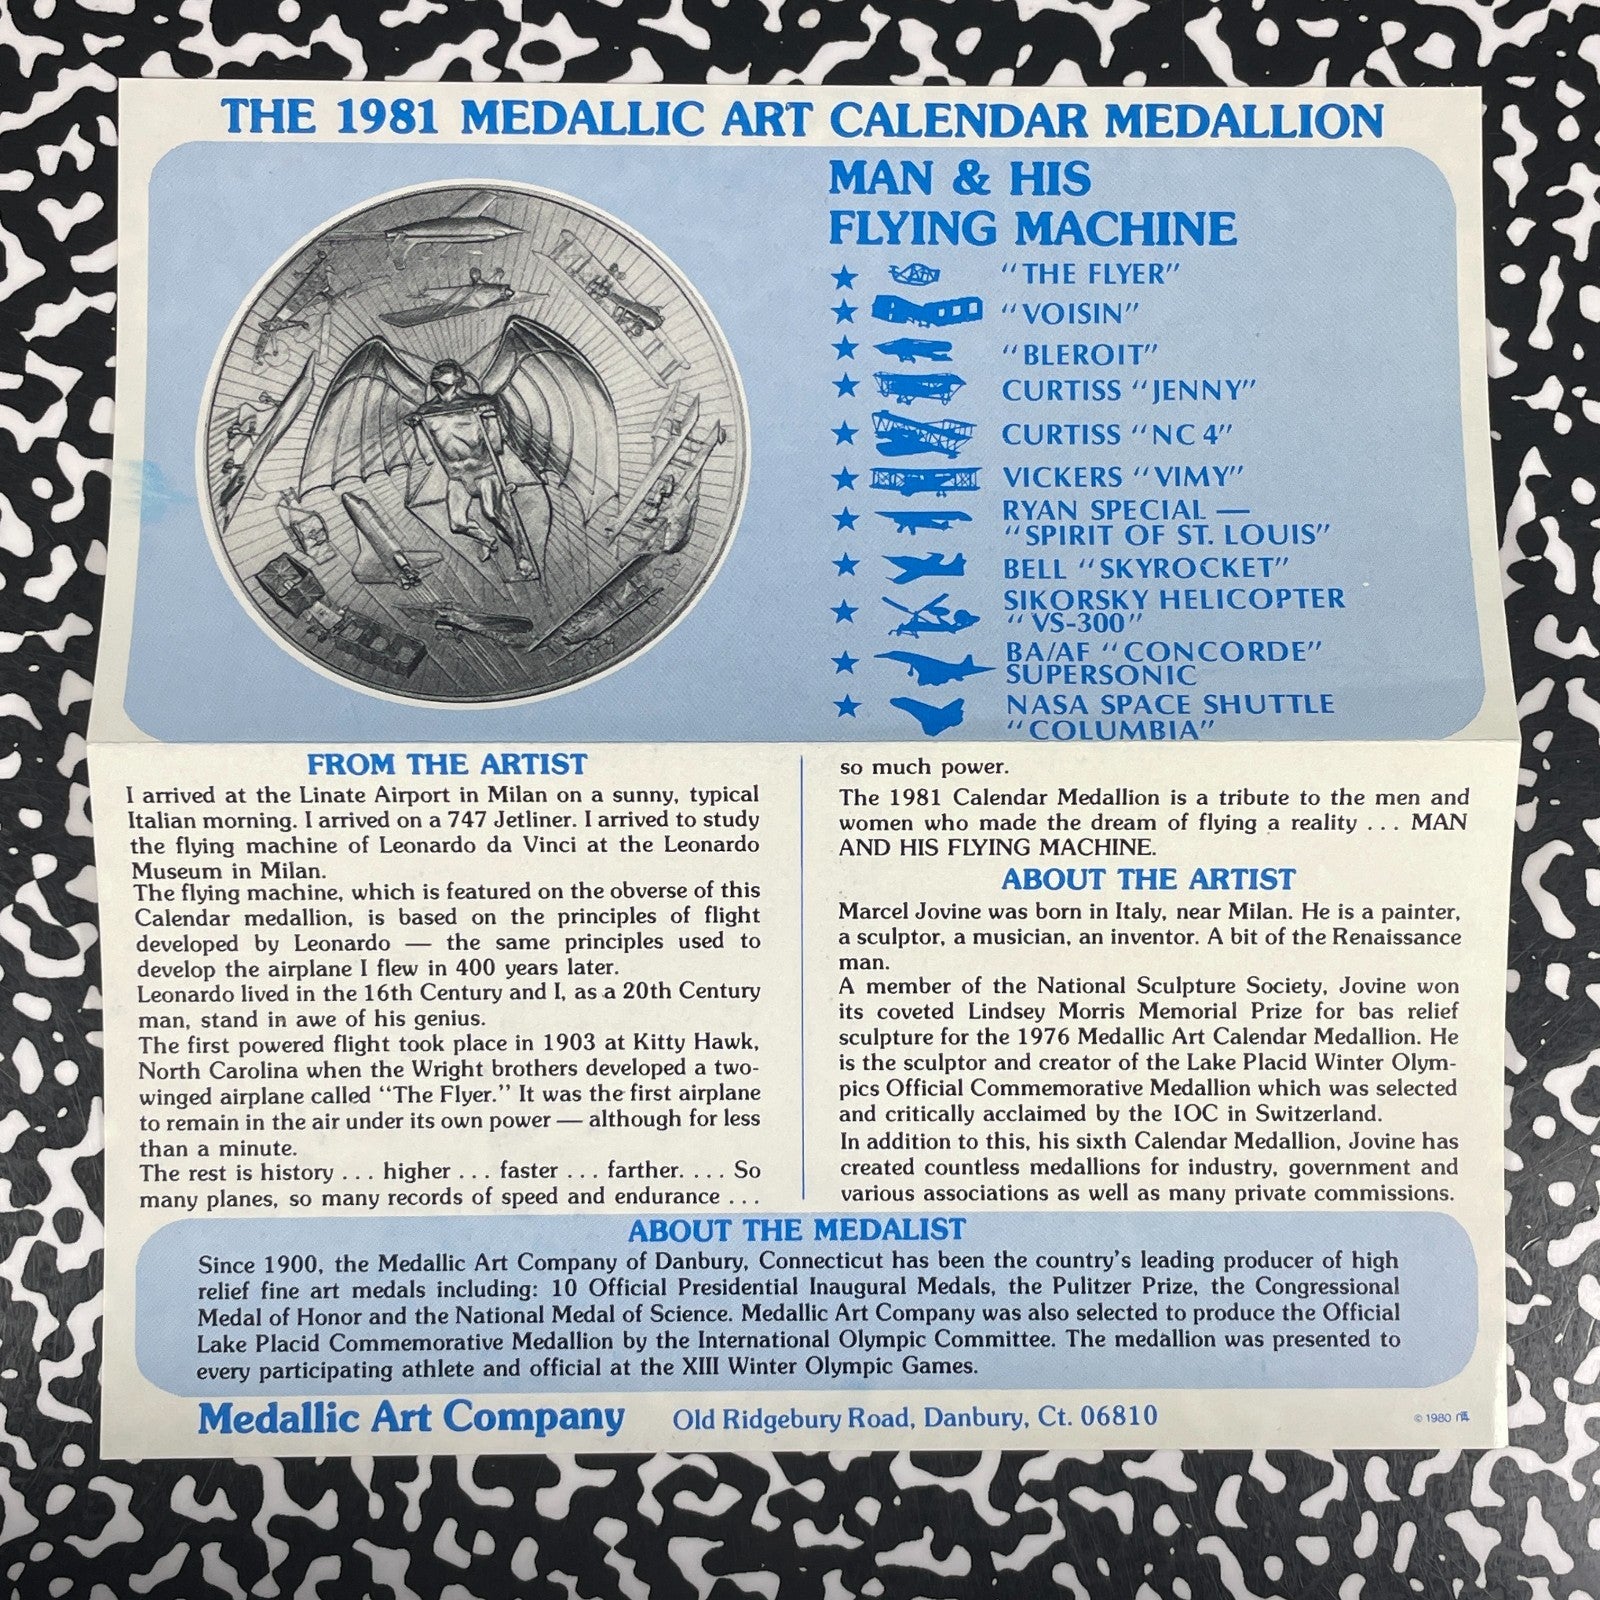 THE 1981 MEDALLIC ART CALENDAR MEDALLION
MAN & HIS
FLYING MACHINE
"THE FLYER"
"VOISIN"
"BLEROIT"
CURTISS "JENNY"
CURTISS "NC 4"
VICKERS "VIMY"
RYAN SPECIAL —
"SPIRIT OF ST. LOUIS"
BELL "SKYROCKET"
SIKORSKY HELICOPTER
"VS-300"
BA/AF "CONCORDE"
SUPERSONIC
NASA SPACE SHUTTLE
"COLUMBIA"
FROM THE ARTIST
I arrived at the Linate Airport in Milan on a sunny, typical
Italian morning. I arrived on a 747 Jetliner. I arrived to study
the flying machine of Leonardo da Vinci at the Leonardo
Museum in Milan.
The flying machine, which is featured on the obverse of this
Calendar medallion, is based on the principles of flight
developed by Leonardo — the same principles used to
develop the airplane I flew in 400 years later.
Leonardo lived in the 16th Century and I, as a 20th Century
man, stand in awe of his genius.
The first powered flight took place in 1903 at Kitty Hawk,
North Carolina when the Wright brothers developed a two-
winged airplane called "The Flyer." It was the first airplane
to remain in the air under its own power — although for less
than a minute.
The rest is history . . . higher . . . faster . . . farther. . . . So
many planes, so many records of speed and endurance . . .
so much power.
The 1981 Calendar Medallion is a tribute to the men and
women who made the dream of flying a reality . . . MAN
AND HIS FLYING MACHINE.
ABOUT THE ARTIST
Marcel Jovine was born in Italy, near Milan. He is a painter,
a sculptor, a musician, an inventor. A bit of the Renaissance
man.
A member of the National Sculpture Society, Jovine won
its coveted Lindsey Morris Memorial Prize for bas relief
sculpture for the 1976 Medallic Art Calendar Medallion. He
is the sculptor and creator of the Lake Placid Winter Olym-
pics Official Commemorative Medallion which was selected
and critically acclaimed by the IOC in Switzerland.
In addition to this, his sixth Calendar Medallion, Jovine has
created countless medallions for industry, government and
various associations as well as many private commissions.
ABOUT THE MEDALIST
Since 1900, the Medallic Art Company of Danbury, Connecticut has been the country's leading producer of high
relief fine art medals including: 10 Official Presidential Inaugural Medals, the Pulitzer Prize, the Congressional
Medal of Honor and the National Medal of Science. Medallic Art Company was also selected to produce the Official
Lake Placid Commemorative Medallion by the International Olympic Committee. The medallion was presented to
every participating athlete and official at the XIII Winter Olympic Games.
Medallic Art Company Old Ridgebury Road, Danbury, Ct. 06810
© 1980